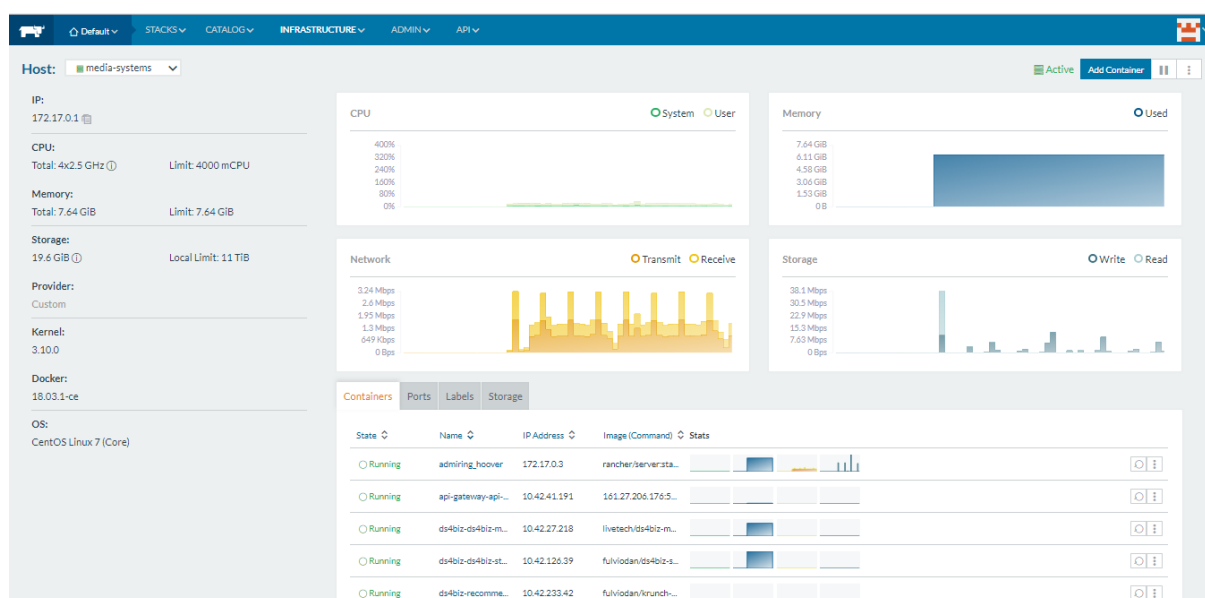 Default STACKS CATALOG INFRASTRUCTURE ADMIN API
Host: media-systems Active Add Container
IP:
172.17.0.1
CPU:
Total: 4x2.5 GHz Limit: 4000 mCPU
Memory:
Total: 7.64 GiB Limit: 7.64 GiB
Storage:
19.6 GiB Local Limit: 11 TiB
Provider:
Custom
Kernel:
3.10.0
Docker:
18.03.1-ce
OS:
CentOS Linux 7 (Core)
CPU System User
400%
320%
240%
160%
80%
0%
Memory Used
7.64 GiB
6.11 GiB
4.58 GiB
3.06 GiB
1.53 GiB
0 B
Network Transmit Receive
3.24 Mbps
2.6 Mbps
1.95 Mbps
1.3 Mbps
649 Kbps
0 Bps
Storage Write Read
38.1 Mbps
30.5 Mbps
22.9 Mbps
15.3 Mbps
7.63 Mbps
0 Bps
Containers Ports Labels Storage
State Name IP Address Image (Command) Stats
Running admiring_hoover 172.17.0.3 rancher/server:sta...
Running api-gateway-api-... 10.42.41.191 161.27.206.176:5...
Running ds4biz-ds4biz-m... 10.42.27.218 livetech/ds4biz-m...
Running ds4biz-ds4biz-st... 10.42.126.39 fulviodan/ds4biz-s...
Running ds4biz-recomme... 10.42.233.42 fulviodan/krunch-...